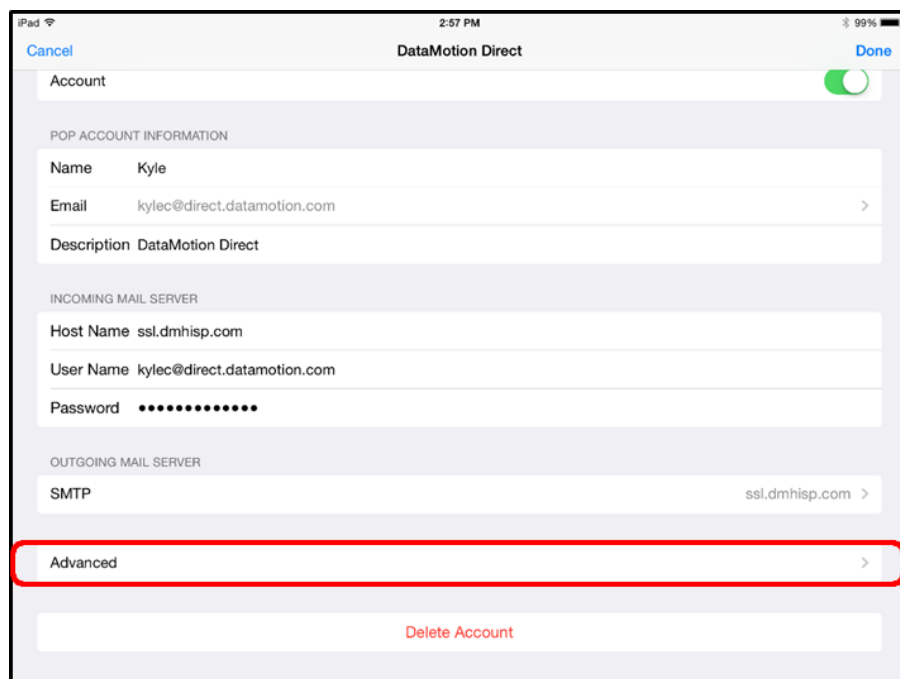 iPad 2:57 PM 99%
Cancel DataMotion Direct Done
Account
POP ACCOUNT INFORMATION
Name Kyle
Email kylec@direct.datamotion.com
Description DataMotion Direct
INCOMING MAIL SERVER
Host Name ssl.dmhisp.com
User Name kylec@direct.datamotion.com
Password •••••••••••••
OUTGOING MAIL SERVER
SMTP ssl.dmhisp.com
Advanced
Delete Account